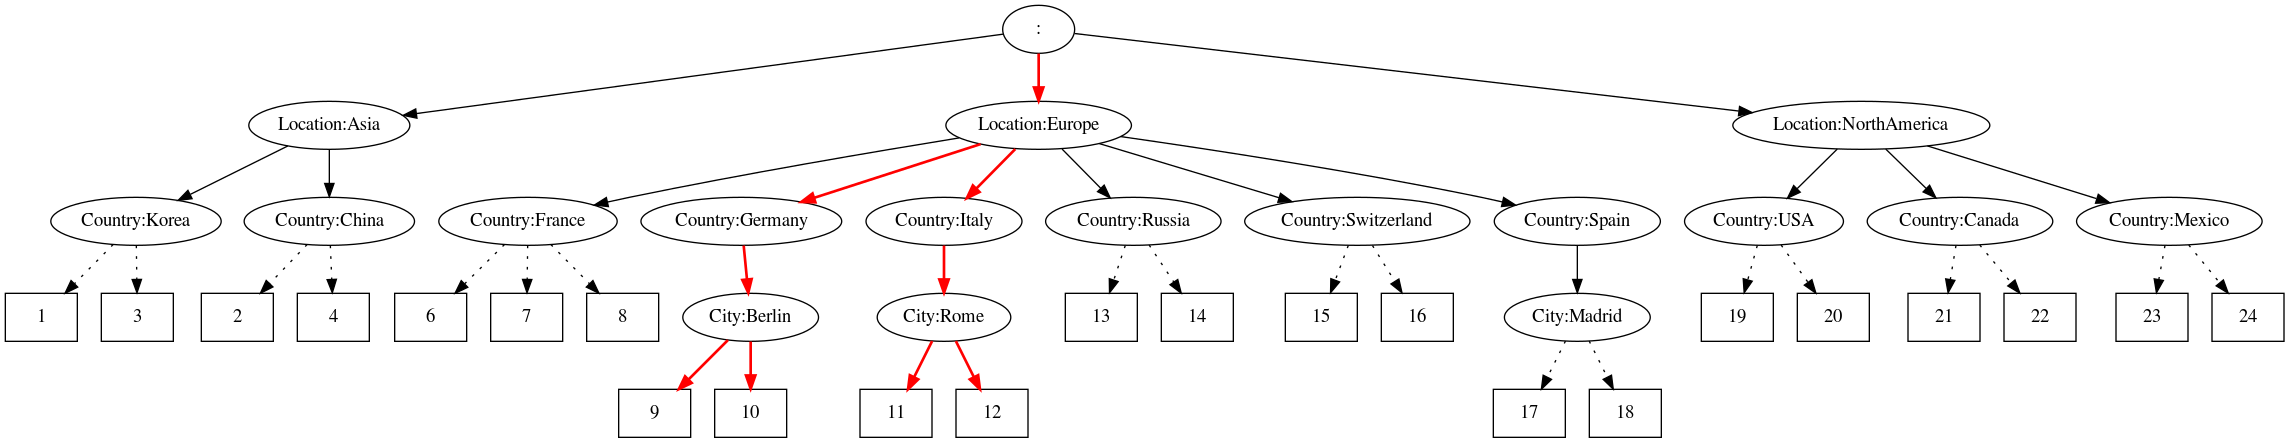 :
Location:Asia
Location:Europe
Location:NorthAmerica
Country:Korea
Country:China
Country:France
Country:Germany
Country:Italy
Country:Russia
Country:Switzerland
Country:Spain
Country:USA
Country:Canada
Country:Mexico
1
3
2
4
6
7
8
City:Berlin
City:Rome
13
14
15
16
City:Madrid
19
20
21
22
23
24
9
10
11
12
17
18